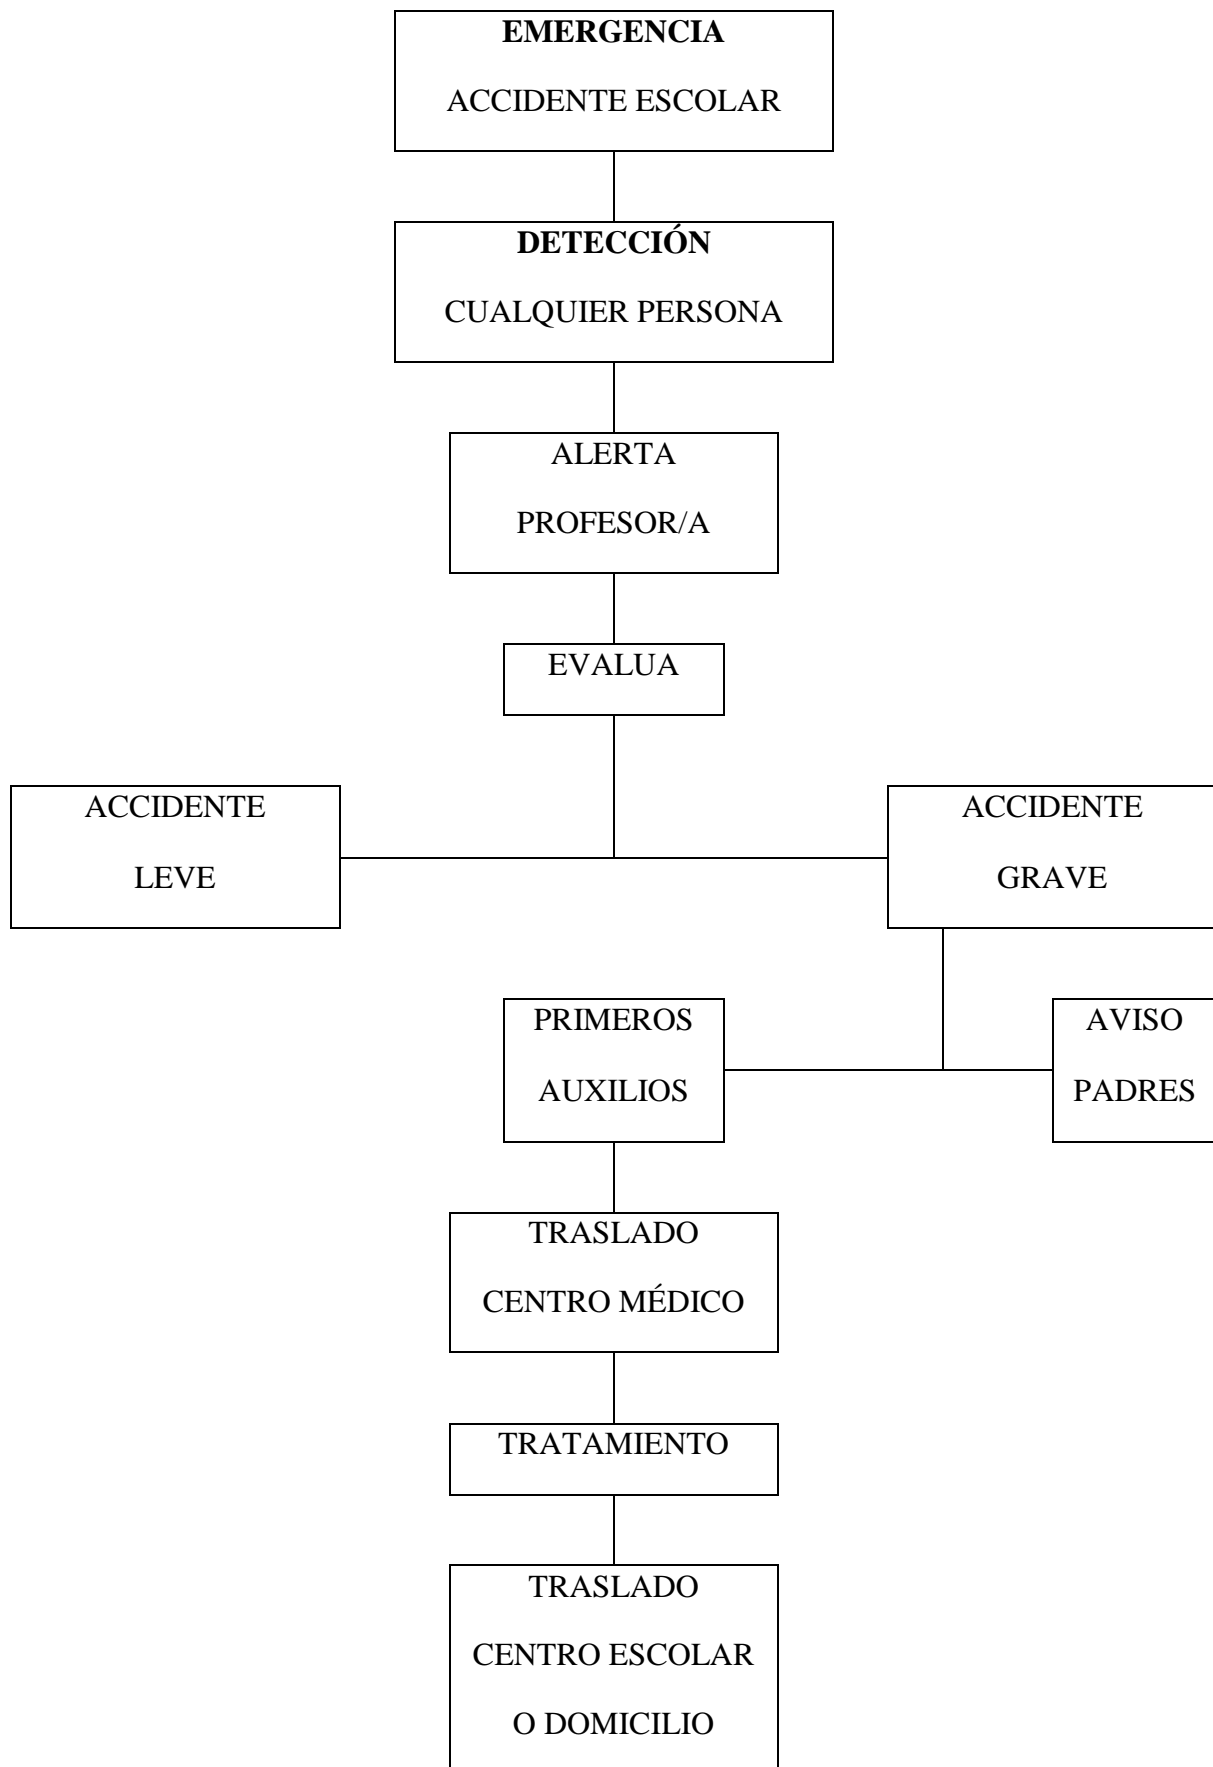 EMERGENCIA
ACCIDENTE ESCOLAR
DETECCIÓN
CUALQUIER PERSONA
ALERTA
PROFESOR/A
EVALUA
ACCIDENTE
LEVE
ACCIDENTE
GRAVE
PRIMEROS
AUXILIOS
AVISO
PADRES
TRASLADO
CENTRO MÉDICO
TRATAMIENTO
TRASLADO
CENTRO ESCOLAR
O DOMICILIO